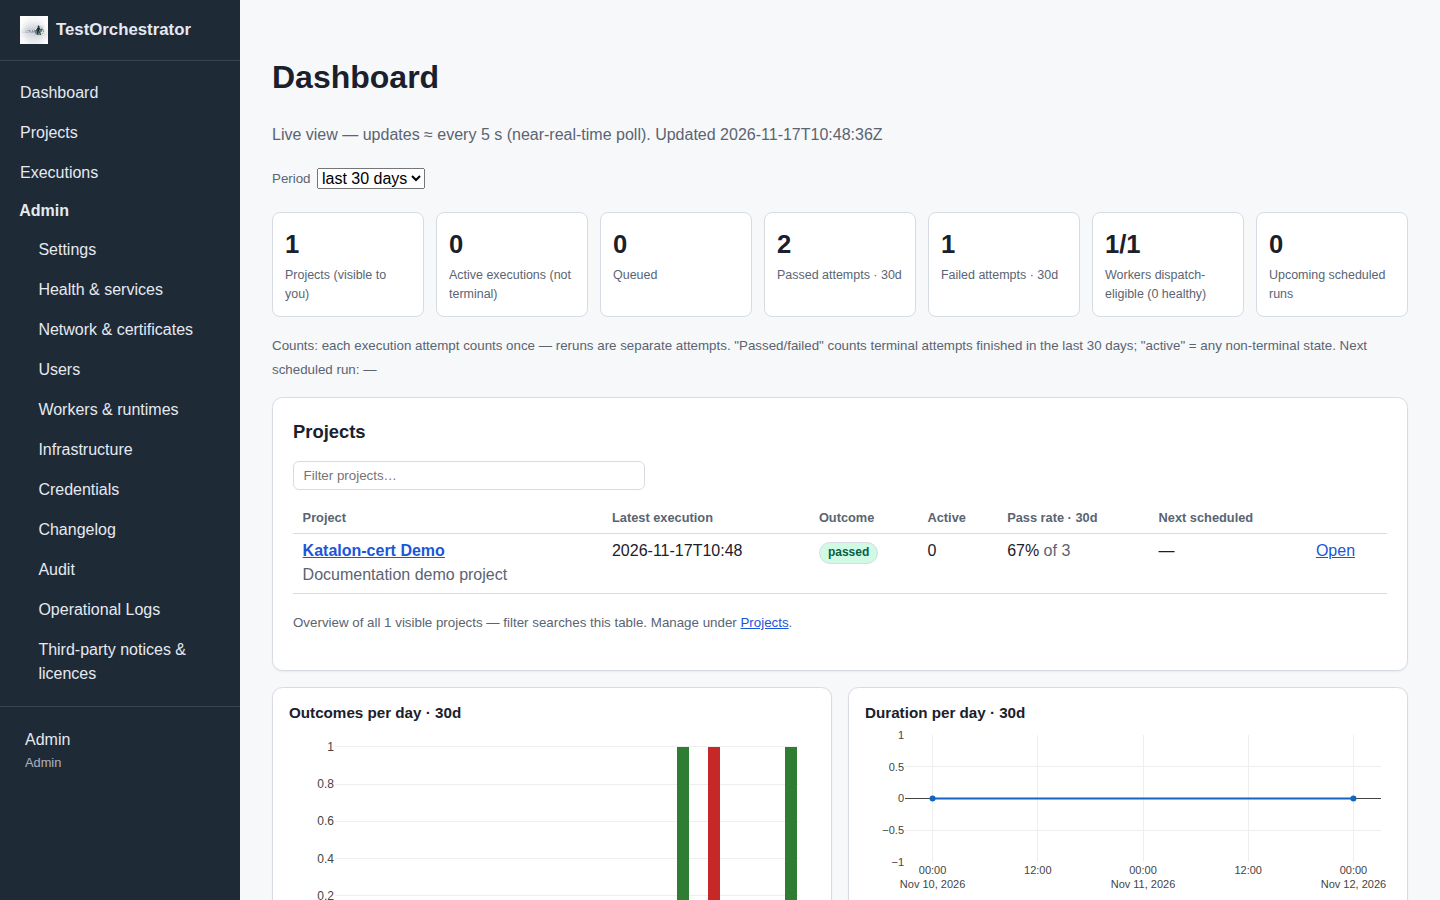 TestOrchestrator
Dashboard
Projects
Executions
Admin
Settings
Health & services
Network & certificates
Users
Workers & runtimes
Infrastructure
Credentials
Changelog
Audit
Operational Logs
Third-party notices &
licences
Admin
Admin
Dashboard
Live view — updates ≈ every 5 s (near-real-time poll). Updated 2026-11-17T10:48:36Z
Period last 30 days
1
Projects (visible to
you)
0
Active executions (not
terminal)
0
Queued
2
Passed attempts · 30d
1
Failed attempts · 30d
1/1
Workers dispatch-
eligible (0 healthy)
0
Upcoming scheduled
runs
Counts: each execution attempt counts once — reruns are separate attempts. "Passed/failed" counts terminal attempts finished in the last 30 days; "active" = any non-terminal state. Next
scheduled run: —
Projects
Filter projects…
Project Latest execution Outcome Active Pass rate · 30d Next scheduled
Katalon-cert Demo 2026-11-17T10:48 passed 0 67% of 3 — Open
Documentation demo project
Overview of all 1 visible projects — filter searches this table. Manage under Projects.
Outcomes per day · 30d
1
0.8
0.6
0.4
0.2
Duration per day · 30d
1
0.5
0
−0.5
−1
00:00 12:00 00:00 12:00 00:00
Nov 10, 2026 Nov 11, 2026 Nov 12, 2026